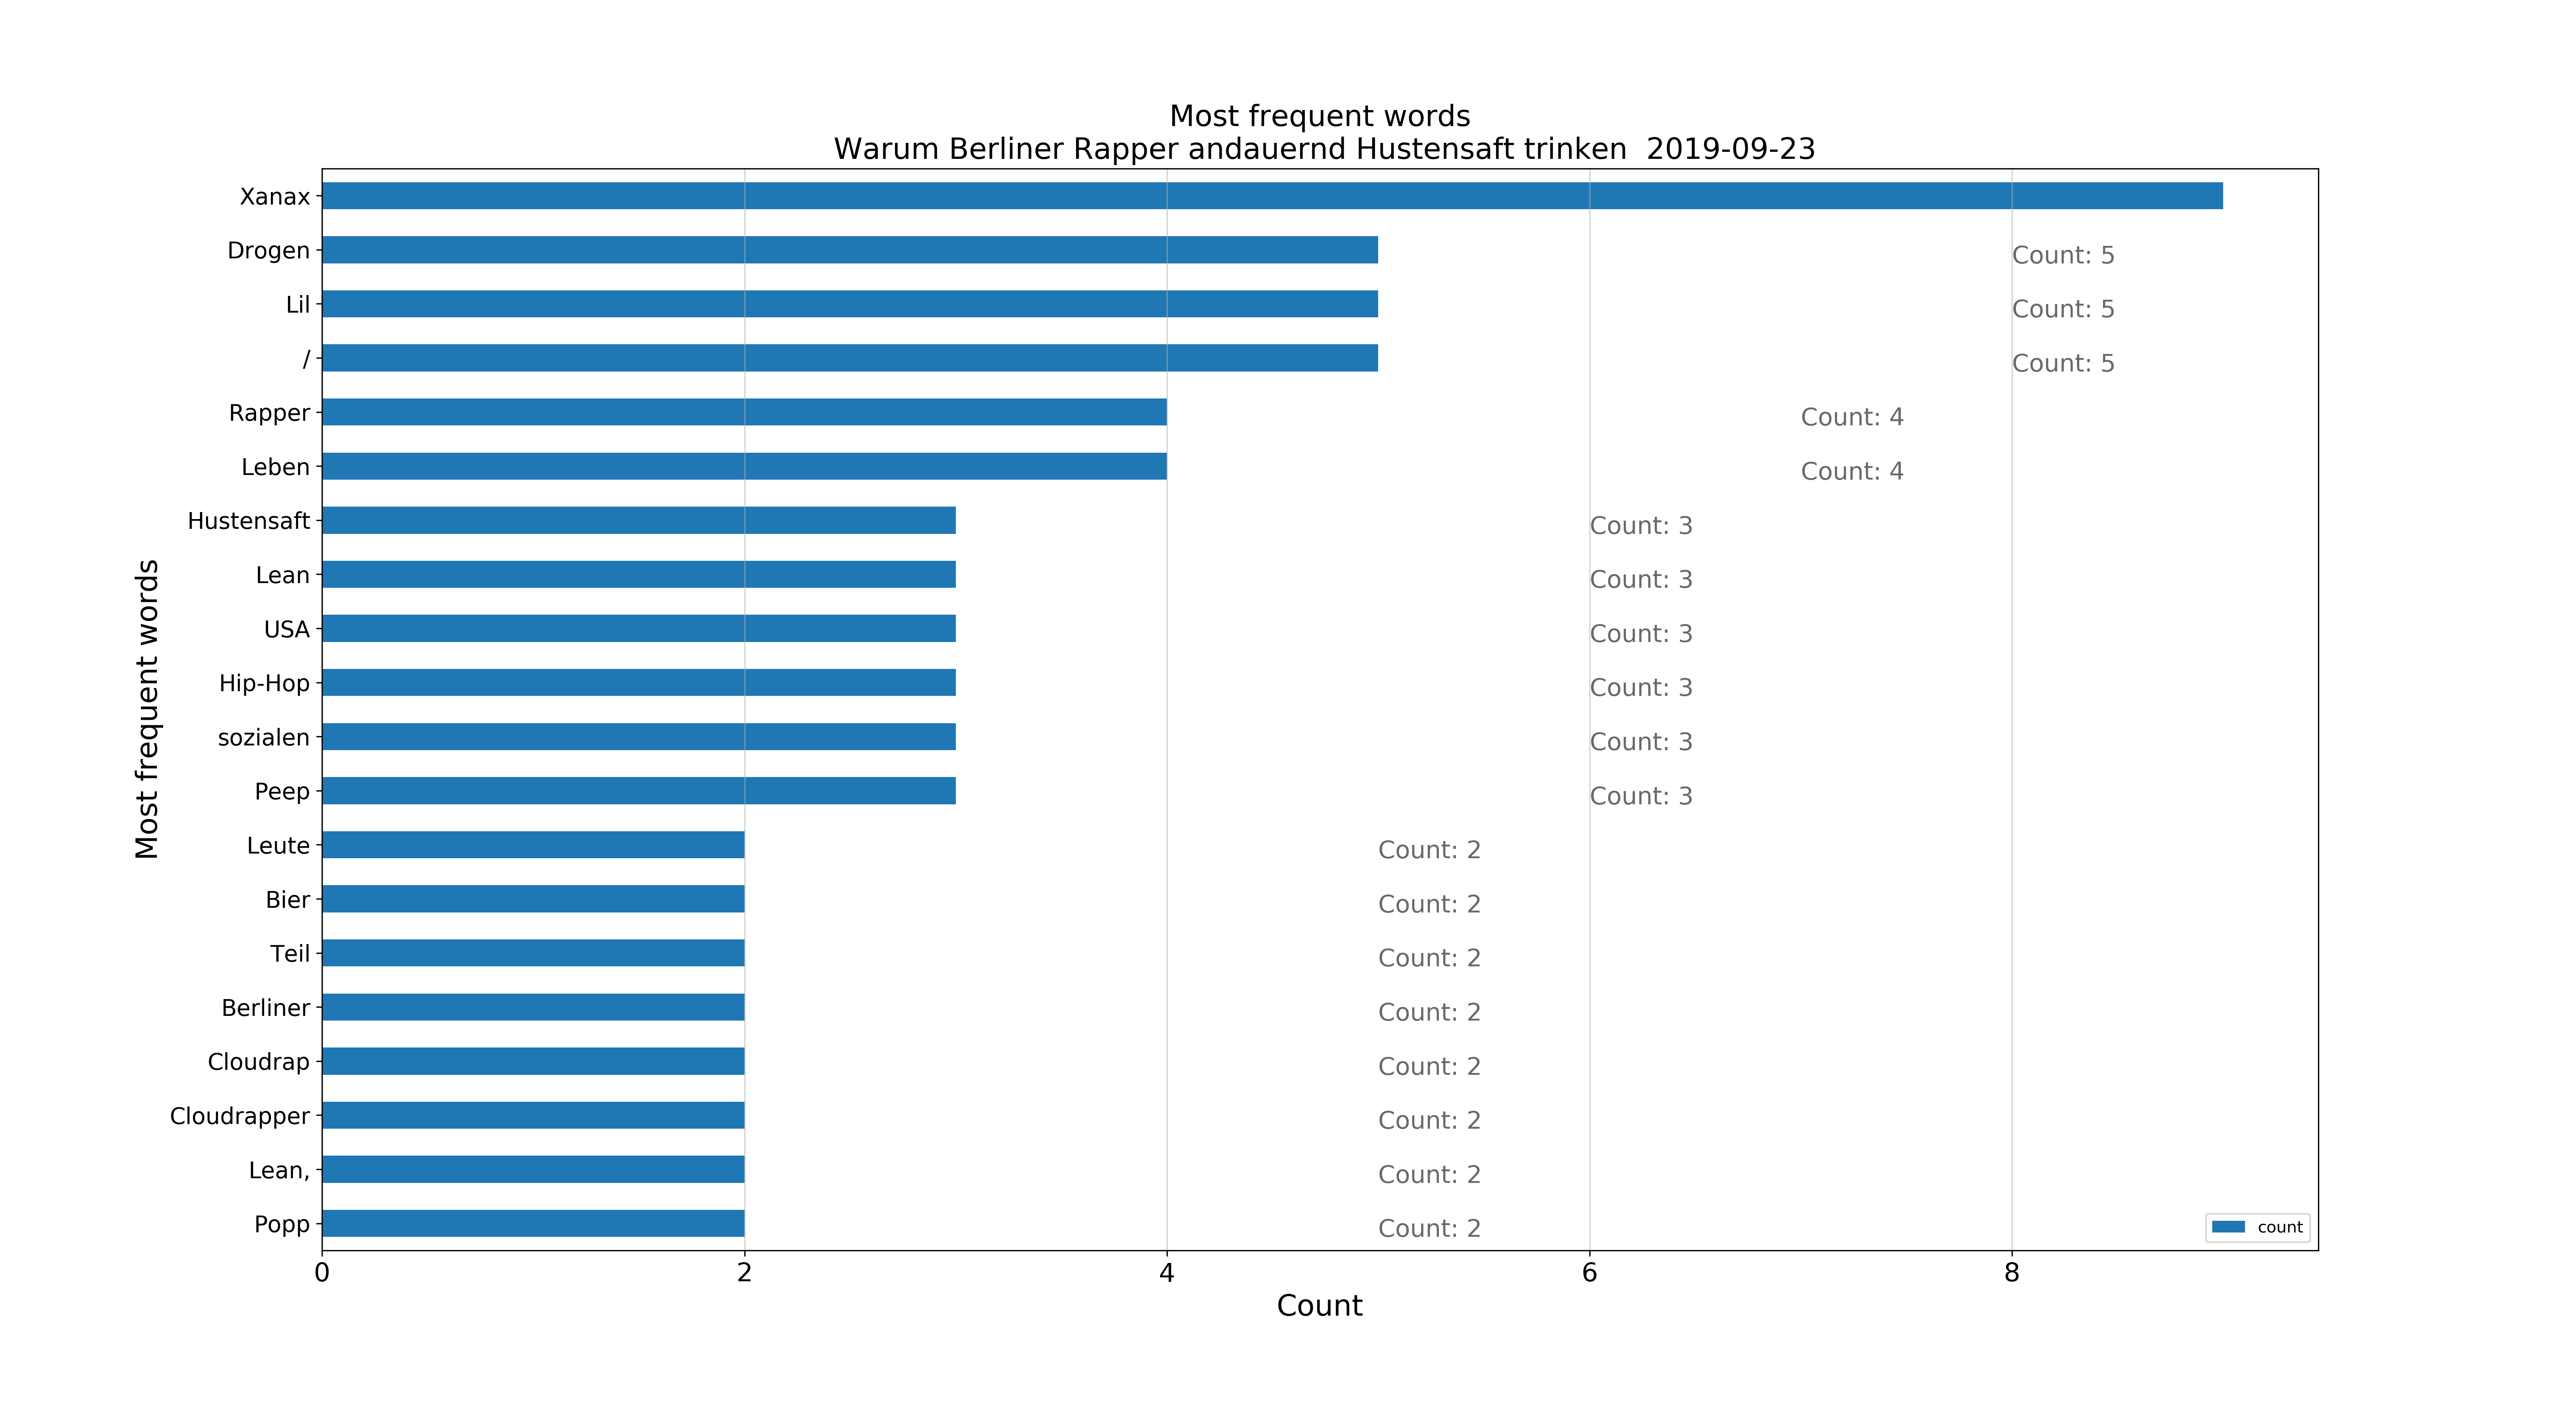 Most frequent words
Warum Berliner Rapper andauernd Hustensaft trinken  2019-09-23
Most frequent words
Xanax
Drogen Count: 5
Lil Count: 5
/ Count: 5
Rapper Count: 4
Leben Count: 4
Hustensaft Count: 3
Lean Count: 3
USA Count: 3
Hip-Hop Count: 3
sozialen Count: 3
Peep Count: 3
Leute Count: 2
Bier Count: 2
Teil Count: 2
Berliner Count: 2
Cloudrap Count: 2
Cloudrapper Count: 2
Lean, Count: 2
Popp Count: 2
count
0 2 4 6 8
Count